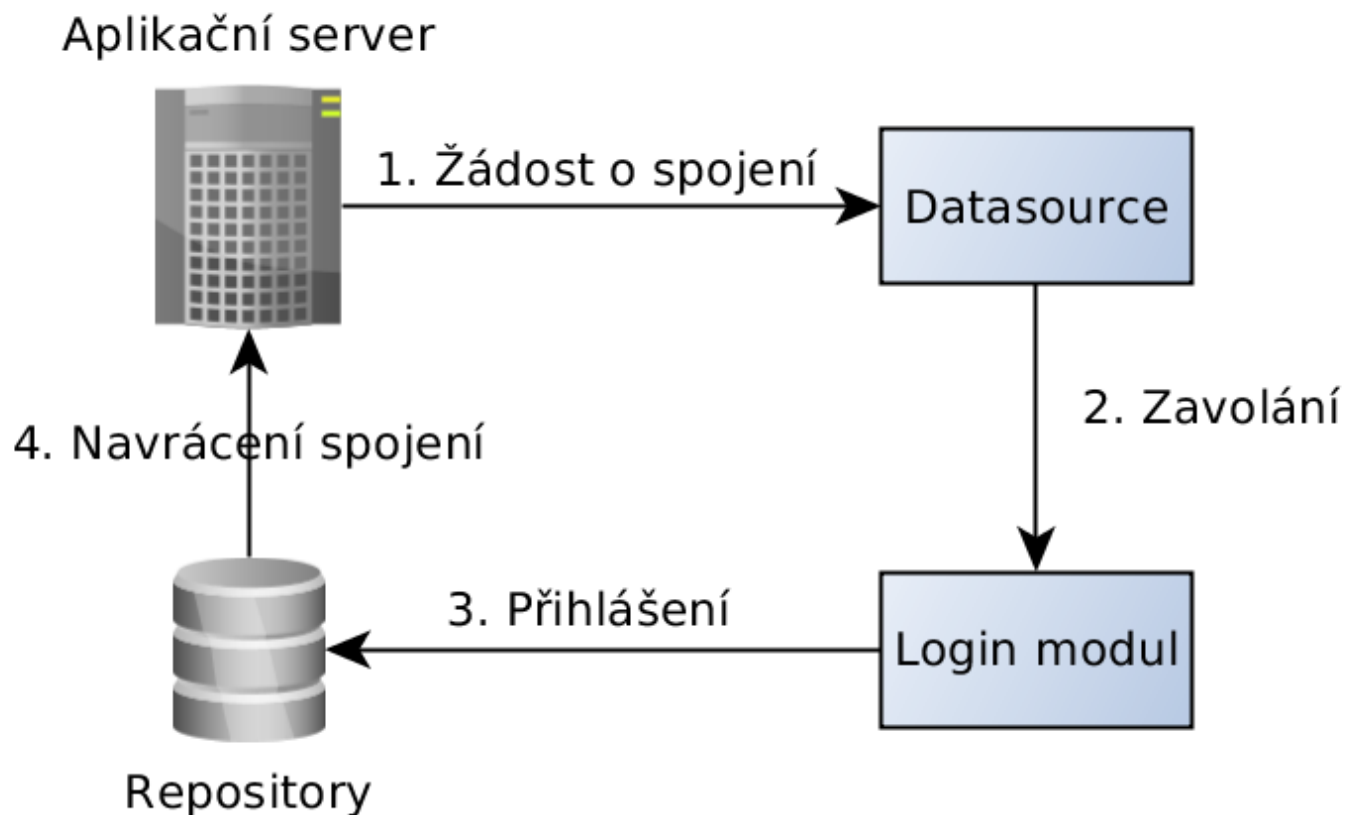 Aplikační server
1. Žádost o spojení
Datasource
2. Zavolání
4. Navrácení spojení
3. Přihlášení
Login modul
Repository